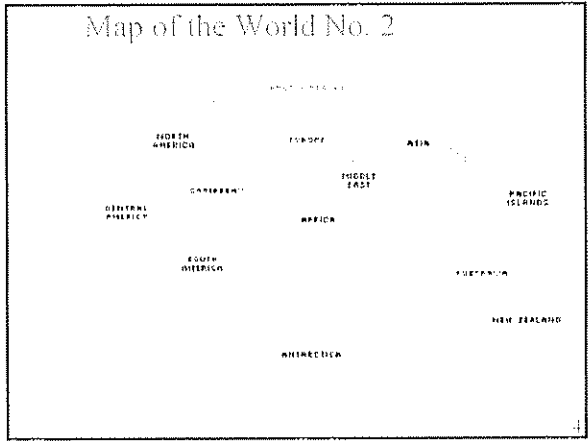 Map of the World No. 2
NORTH
AMERICA
EUROPE
ASIA
MIDDLE
EAST
CARIBBEAN
PACIFIC
ISLANDS
CENTRAL
AMERICA
AFRICA
SOUTH
AMERICA
AUSTRALIA
NEW ZEALAND
ANTARCTICA
4